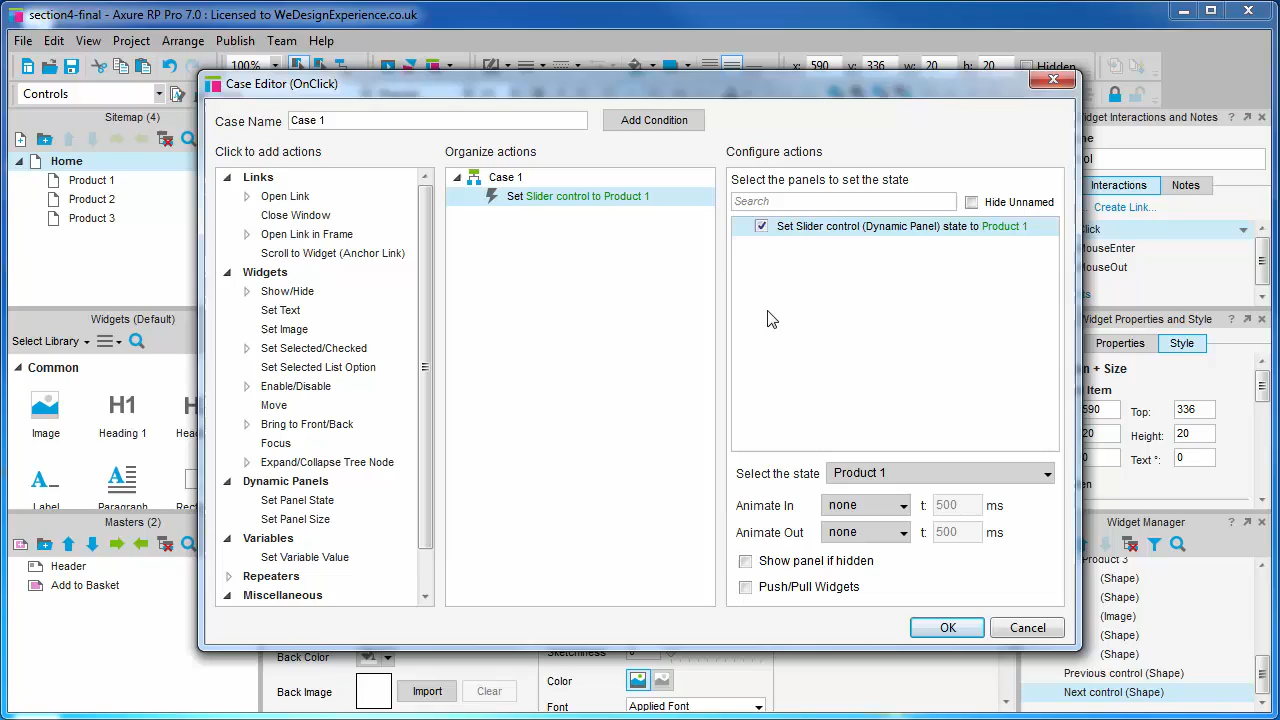 section4-final - Axure RP Pro 7.0 : Licensed to WeDesignExperience.co.uk
File Edit View Project Arrange Publish Team Help
100% x: 590 y: 336 w: 20 h: 20 Hidden
Controls
Case Editor (OnClick)
Sitemap (4)
Home
Product 1
Product 2
Product 3
Widgets (Default)
Select Library
Common
Image
Heading 1
Label
Paragraph
Masters (2)
Header
Add to Basket
Case Name Case 1 Add Condition
Click to add actions
Links
Open Link
Close Window
Open Link in Frame
Scroll to Widget (Anchor Link)
Widgets
Show/Hide
Set Text
Set Image
Set Selected/Checked
Set Selected List Option
Enable/Disable
Move
Bring to Front/Back
Focus
Expand/Collapse Tree Node
Dynamic Panels
Set Panel State
Set Panel Size
Variables
Set Variable Value
Repeaters
Miscellaneous
Organize actions
Case 1
Set Slider control to Product 1
Configure actions
Select the panels to set the state
Search Hide Unnamed
Set Slider control (Dynamic Panel) state to Product 1
Select the state Product 1
Animate In none t: 500 ms
Animate Out none t: 500 ms
Show panel if hidden
Push/Pull Widgets
OK Cancel
Back Color
Back Image Import Clear
Sketchiness 0
Color
Font Applied Font
Widget Interactions and Notes
Interactions Notes
Create Link...
Click
MouseEnter
MouseOut
Widget Properties and Style
Properties Style
n + Size
Item
590 Top: 336
20 Height: 20
0 Text °: 0
Widget Manager
Product 3
(Shape)
(Shape)
(Image)
(Shape)
(Shape)
Previous control (Shape)
Next control (Shape)